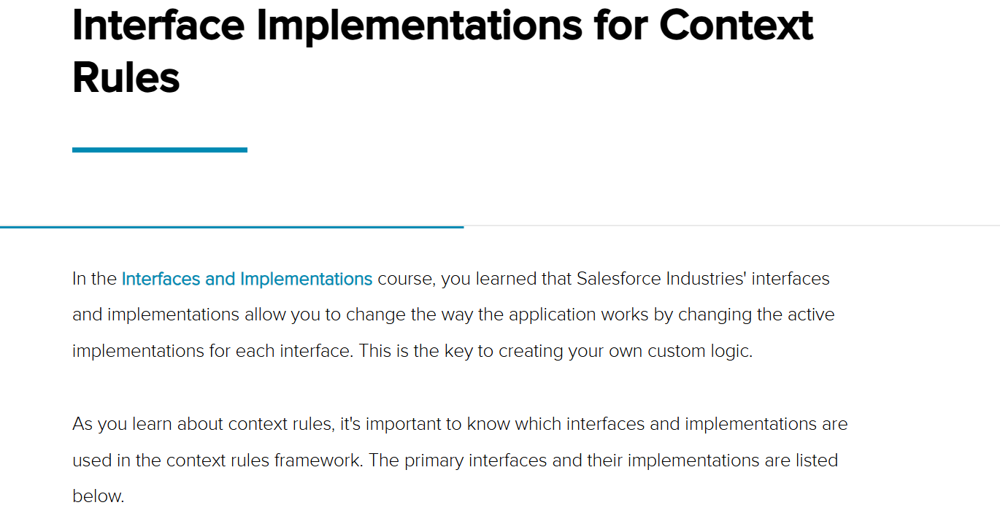 Interface Implementations for Context
Rules
In the Interfaces and Implementations course, you learned that Salesforce Industries' interfaces
and implementations allow you to change the way the application works by changing the active
implementations for each interface. This is the key to creating your own custom logic.
As you learn about context rules, it's important to know which interfaces and implementations are
used in the context rules framework. The primary interfaces and their implementations are listed
below.